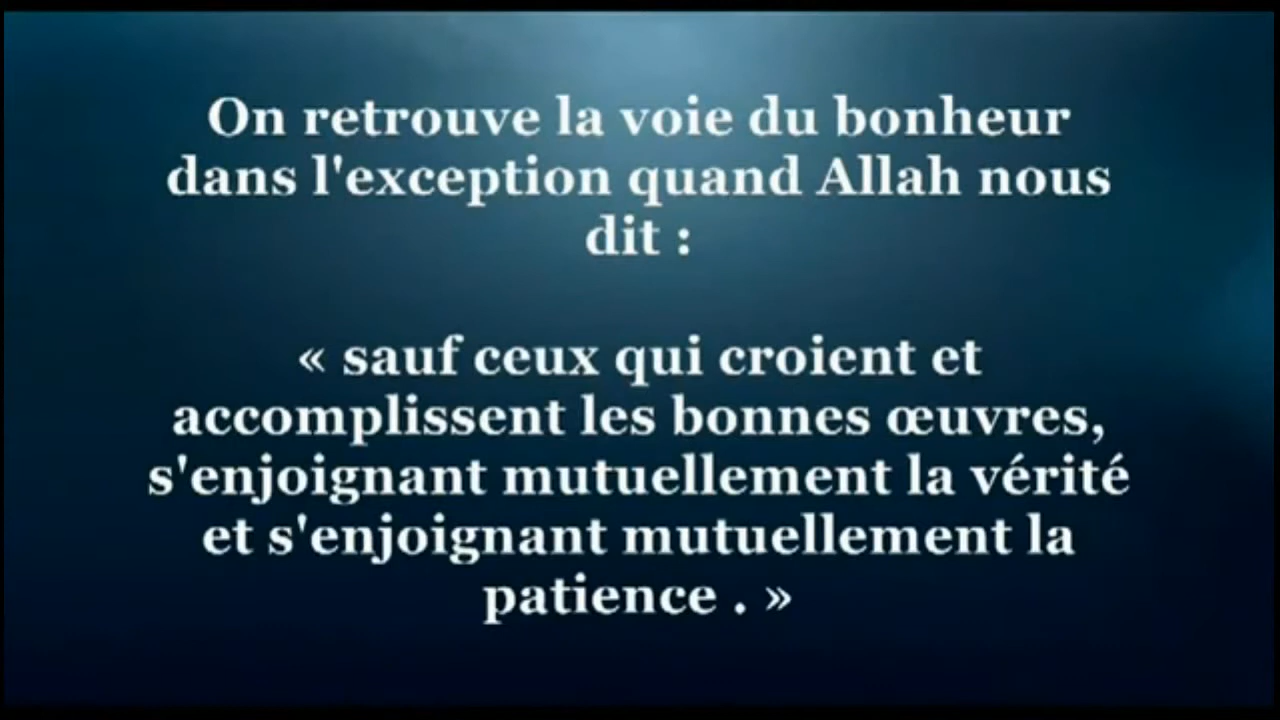 On retrouve la voie du bonheur
dans l'exception quand Allah nous
dit :
« sauf ceux qui croient et
accomplissent les bonnes œuvres,
s'enjoignant mutuellement la vérité
et s'enjoignant mutuellement la
patience . »